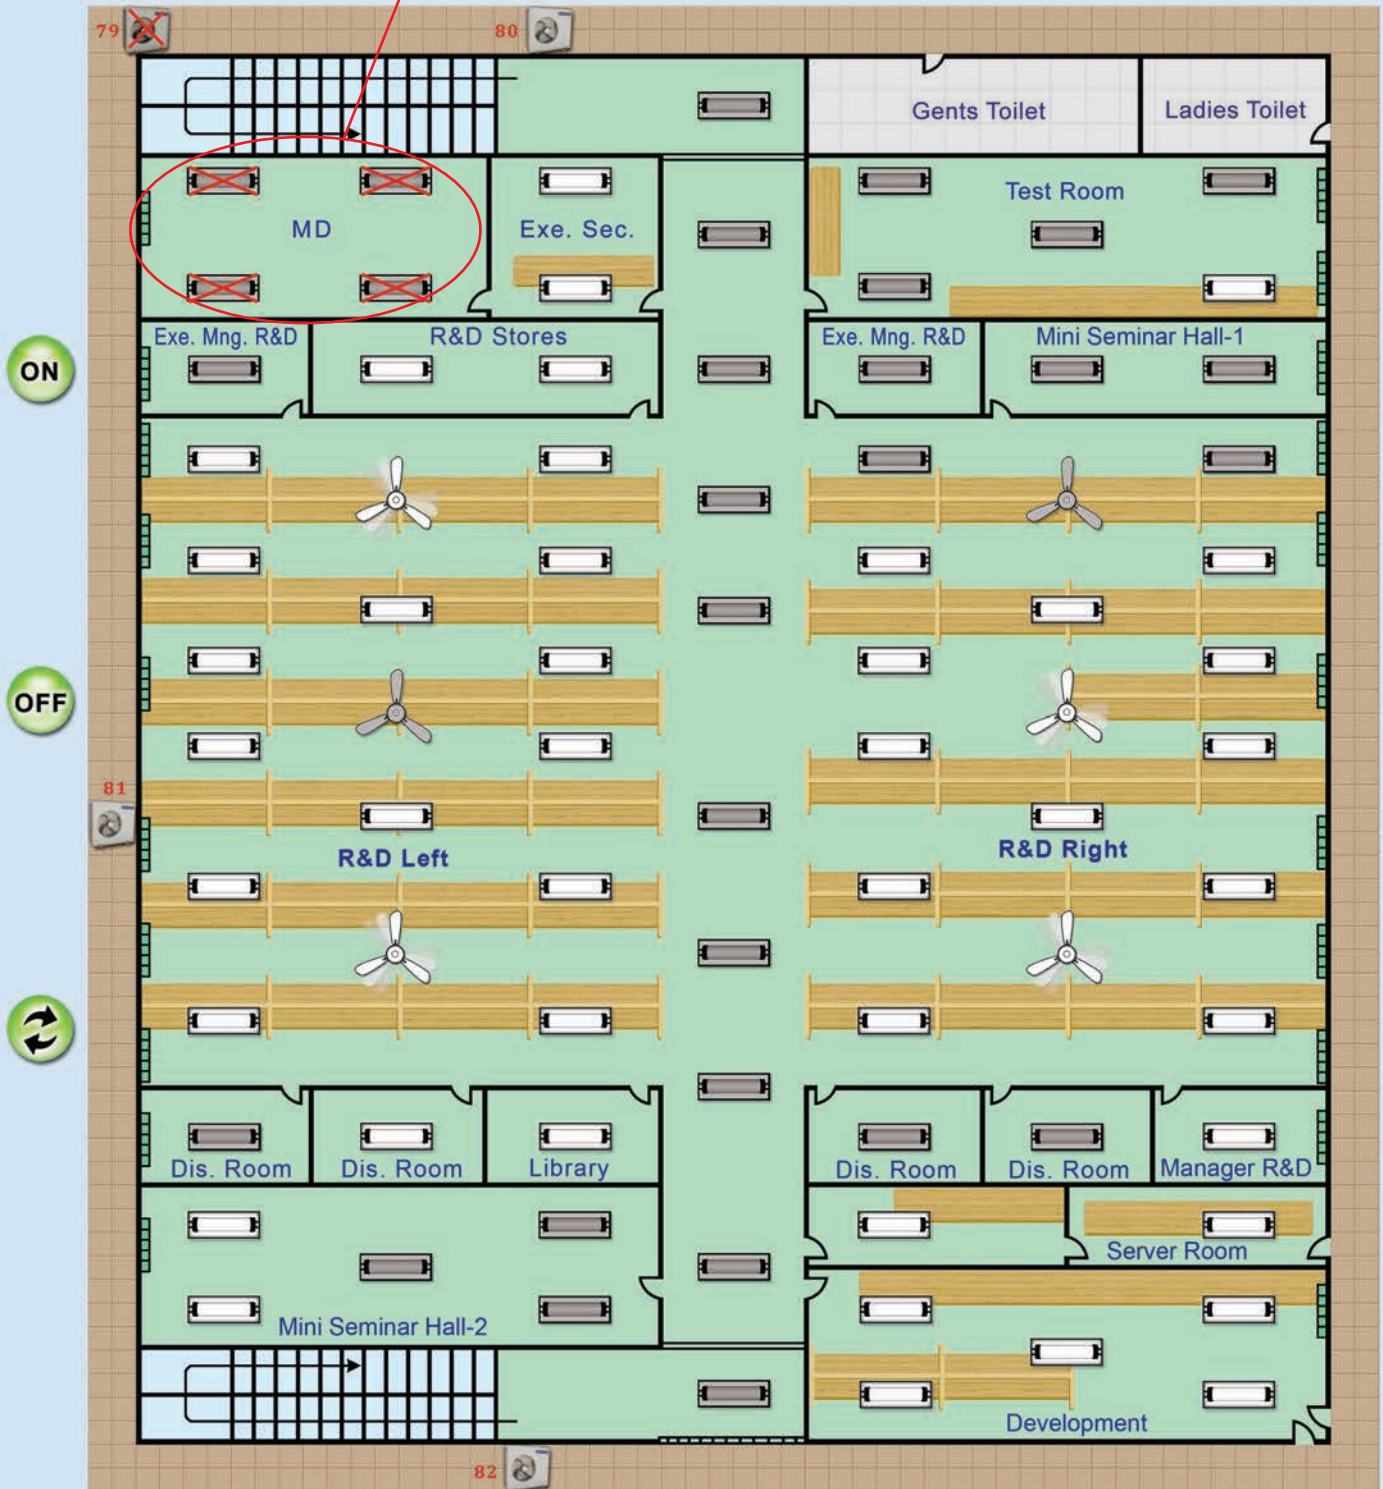 79
80
Gents Toilet
Ladies Toilet
MD
Exe. Sec.
Test Room
Exe. Mng. R&D
R&D Stores
Exe. Mng. R&D
Mini Seminar Hall-1
ON
OFF
81
R&D Left
R&D Right
Dis. Room
Dis. Room
Library
Dis. Room
Dis. Room
Manager R&D
Server Room
Mini Seminar Hall-2
Development
82